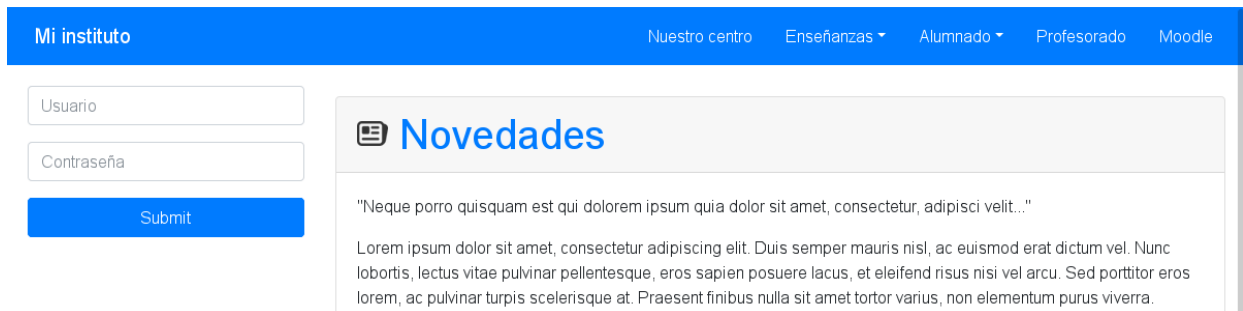 Mi instituto
Nuestro centro Enseñanzas Alumnado Profesorado Moodle
Usuario
Contraseña
Submit
Novedades
"Neque porro quisquam est qui dolorem ipsum quia dolor sit amet, consectetur, adipisci velit..."
Lorem ipsum dolor sit amet, consectetur adipiscing elit. Duis semper mauris nisl, ac euismod erat dictum vel. Nunc
lobortis, lectus vitae pulvinar pellentesque, eros sapien posuere lacus, et eleifend risus nisi vel arcu. Sed porttitor eros
lorem, ac pulvinar turpis scelerisque at. Praesent finibus nulla sit amet tortor varius, non elementum purus viverra.